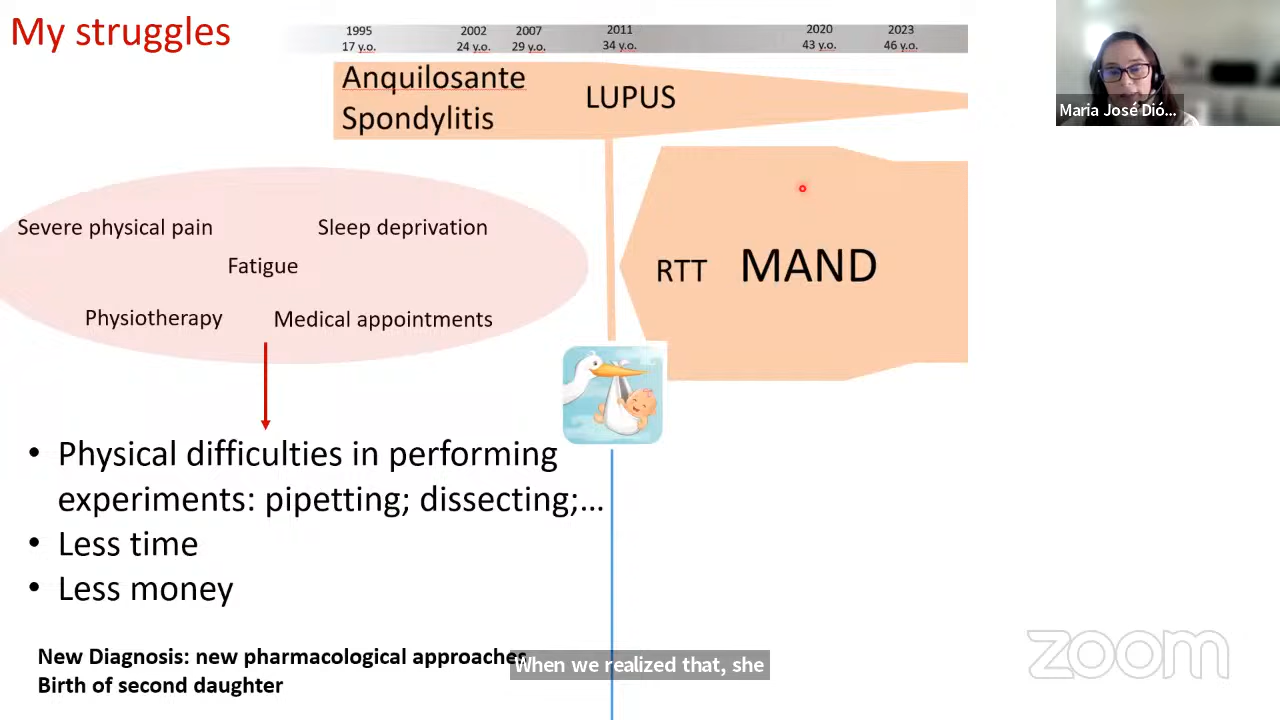 My struggles
1995 2002 2007 2011 2020 2023
17 y.o. 24 y.o. 29 y.o. 34 y.o. 43 y.o. 46 y.o.
Anquilosante
Spondylitis
LUPUS
Maria José Dió...
Severe physical pain
Sleep deprivation
Fatigue
Physiotherapy
Medical appointments
RTT MAND
• Physical difficulties in performing
experiments: pipetting; dissecting;...
• Less time
• Less money
New Diagnosis: new pharmacological approaches
Birth of second daughter
When we realized that, she
zoom